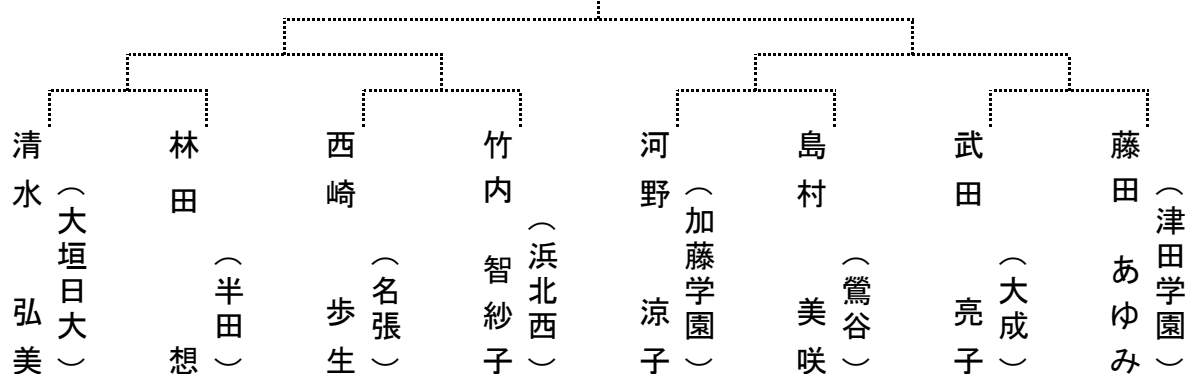 清水 弘美
（大垣日大）
林田 想
（半田）
西崎 歩生
（名張）
竹内 智紗子
（浜北西）
河野 涼子
（加藤学園）
島村 美咲
（鶯谷）
武田 亮子
（大成）
藤田 あゆみ
（津田学園）